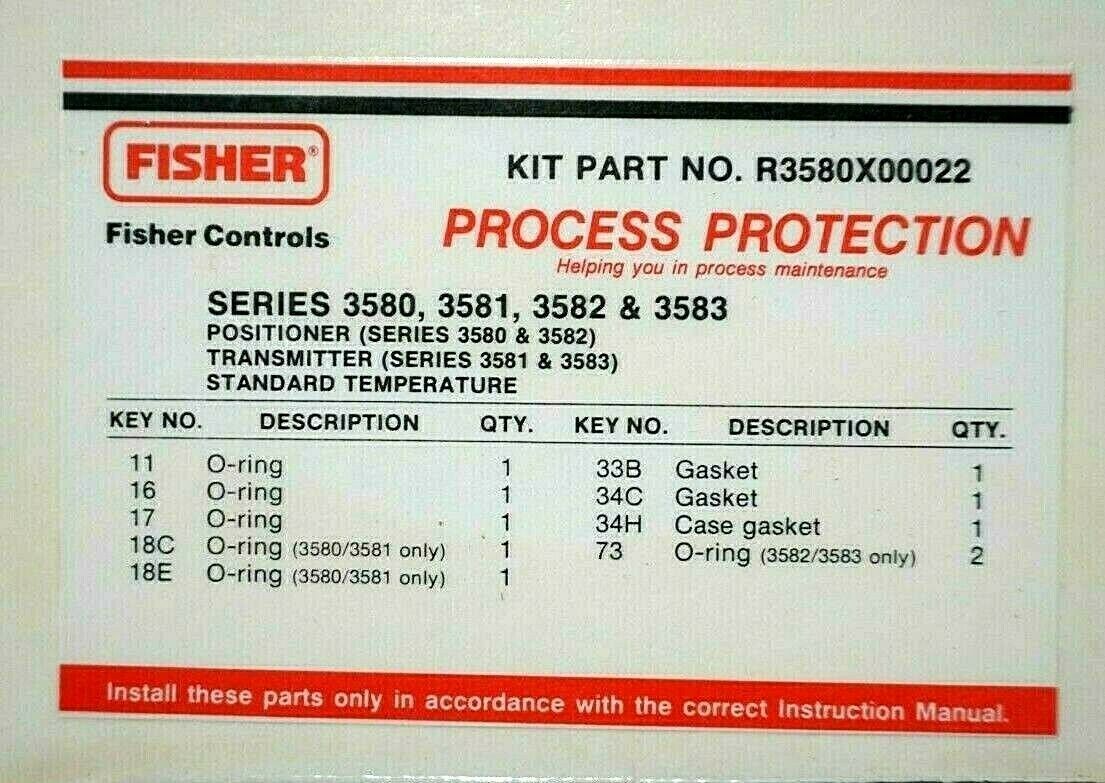 FISHER®
KIT PART NO. R3580X00022
Fisher Controls
PROCESS PROTECTION
Helping you in process maintenance
SERIES 3580, 3581, 3582 & 3583
POSITIONER (SERIES 3580 & 3582)
TRANSMITTER (SERIES 3581 & 3583)
STANDARD TEMPERATURE
KEY NO. DESCRIPTION QTY. KEY NO. DESCRIPTION QTY.
11 O-ring 1 33B Gasket 1
16 O-ring 1 34C Gasket 1
17 O-ring 1 34H Case gasket 1
18C O-ring (3580/3581 only) 1 73 O-ring (3582/3583 only) 2
18E O-ring (3580/3581 only) 1
Install these parts only in accordance with the correct Instruction Manual.